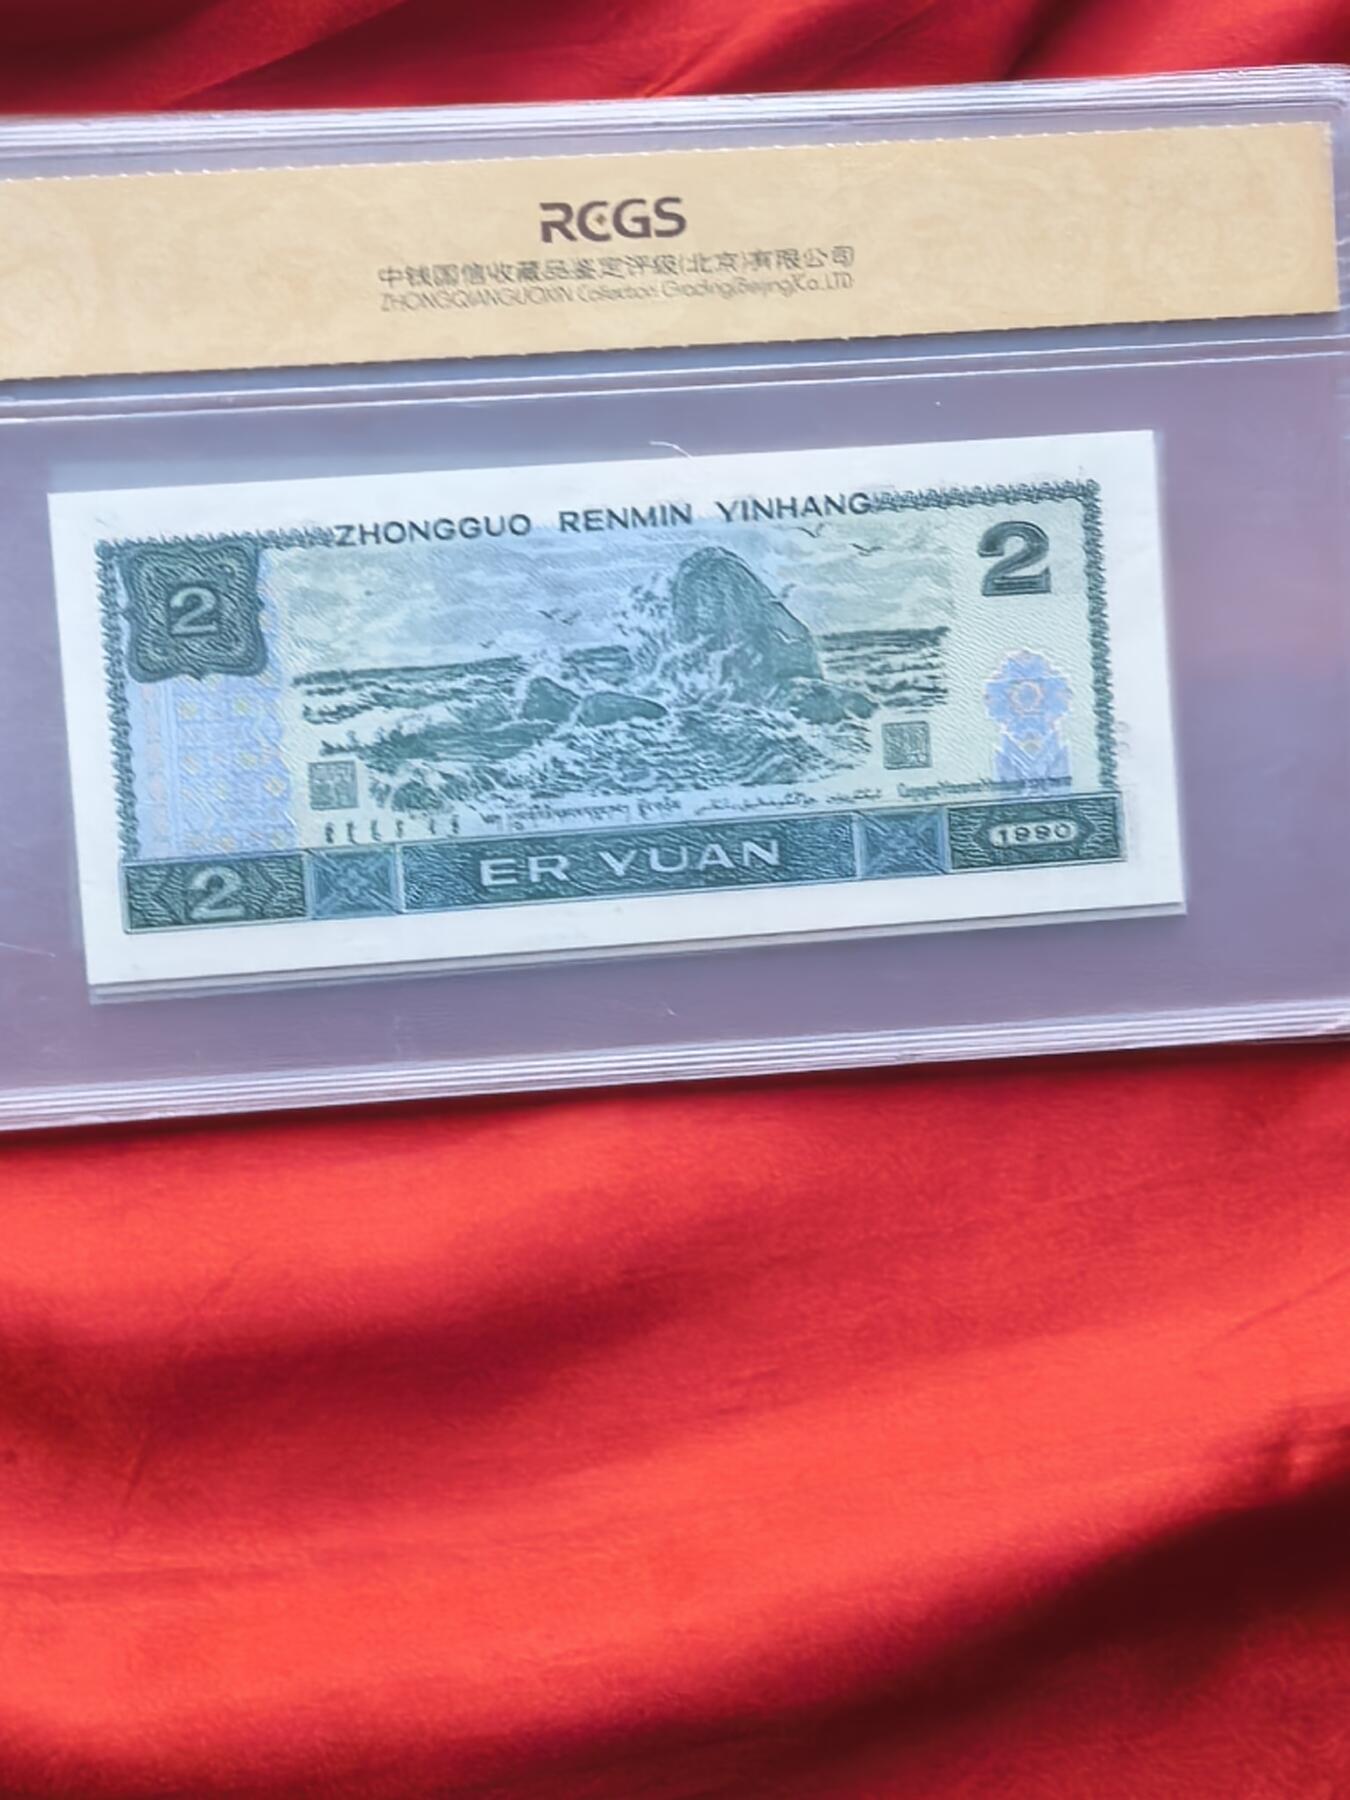 RCGS
中钱国信收藏品鉴定评级(北京)有限公司
ZHONGQIANGUOXIN Collection Grading(Beijing)Co.,LTD
ZHONGGUO RENMIN YINHANG
2
2
ER YUAN
1990
2